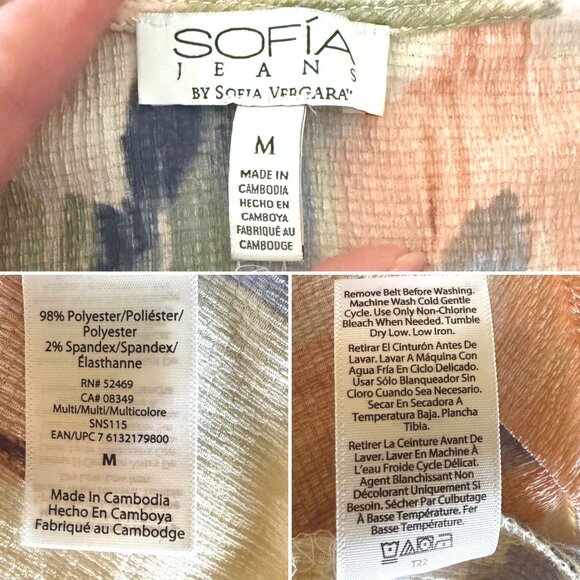 SOFÍA
JEANS
BY SOFIA VERGARA™
M
MADE IN
CAMBODIA
HECHO EN
CAMBOYA
FABRIQUÉ AU
CAMBODGE
98% Polyester/Poliéster/
Polyester
2% Spandex/Spandex/
Élasthanne
RN# 52469
CA# 08349
Multi/Multi/Multicolore
SNS115
EAN/UPC 7 6132179800
M
Made In Cambodia
Hecho En Camboya
Fabriqué Au Cambodge
Remove Belt Before Washing.
Machine Wash Cold Gentle
Cycle. Use Only Non-Chlorine
Bleach When Needed. Tumble
Dry Low. Low Iron.
Retirar El Cinturón Antes De
Lavar. Lavar A Máquina Con
Agua Fría En Ciclo Delicado.
Usar Sólo Blanqueador Sin
Cloro Cuando Sea Necesario.
Secar En Secadora A
Temperatura Baja. Plancha
Tibia.
Retirer La Ceinture Avant De
Laver. Laver En Machine À
L'eau Froide Cycle Délicat.
Agent Blanchissant Non
Décolorant Uniquement Si
Besoin. Sécher Par Culbutage
À Basse Température. Fer
À Basse Température.
T22